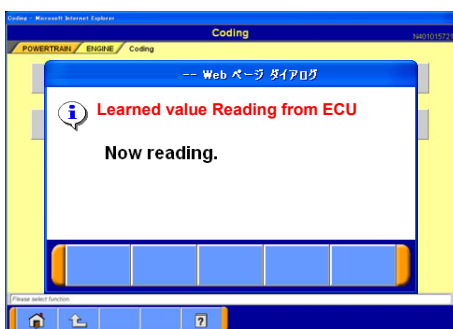 Coding - Microsoft Internet Explorer
Coding
N401015721
POWERTRAIN ENGINE Coding
-- Web ページ ダイアログ
Learned value Reading from ECU
Now reading.
Please select function
?